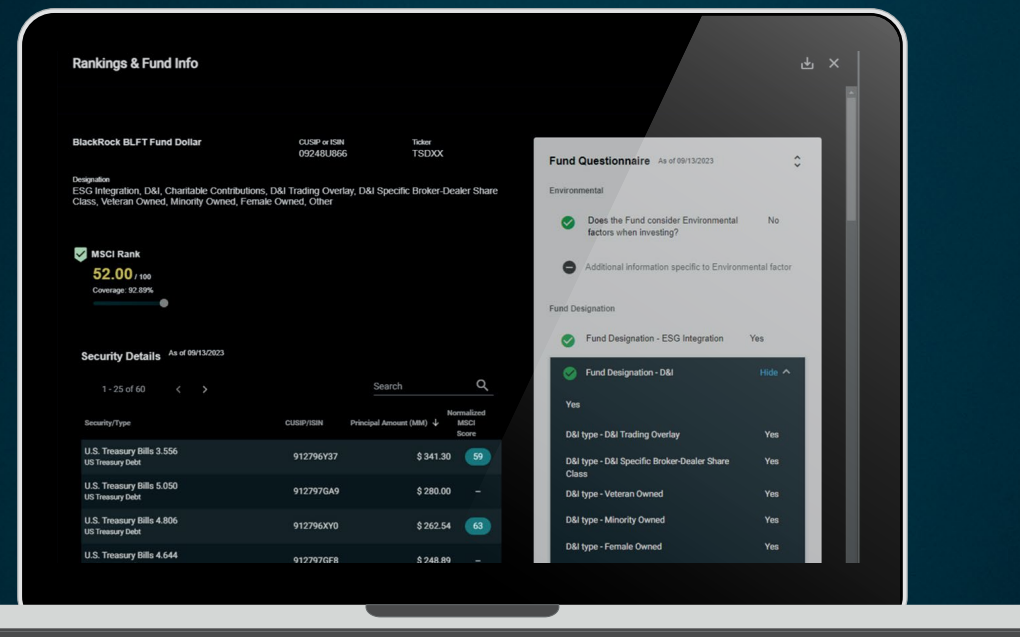 Rankings & Fund Info
BlackRock BLFT Fund Dollar
CUSIP or ISIN
09248U866
Ticker
TSDXX
Designation
ESG Integration, D&I, Charitable Contributions, D&I Trading Overlay, D&I Specific Broker-Dealer Share
Class, Veteran Owned, Minority Owned, Female Owned, Other
MSCI Rank
52.00 / 100
Coverage: 92.89%
Security Details As of 09/13/2023
1 - 25 of 60
Search
Security/Type CUSIP/ISIN Principal Amount (MM) Normalized
MSCI
Score
U.S. Treasury Bills 3.556
US Treasury Debt
912796Y37 $ 341.30 59
U.S. Treasury Bills 5.050
US Treasury Debt
912797GA9 $ 280.00 –
U.S. Treasury Bills 4.806
US Treasury Debt
912796XY0 $ 262.54 63
U.S. Treasury Bills 4.644
912797GE8 $ 248.89 –
Fund Questionnaire As of 09/13/2023
Environmental
Does the Fund consider Environmental No
factors when investing?
Additional information specific to Environmental factor
Fund Designation
Fund Designation - ESG Integration Yes
Fund Designation - D&I Hide
Yes
D&I type - D&I Trading Overlay Yes
D&I type - D&I Specific Broker-Dealer Share Yes
Class
D&I type - Veteran Owned Yes
D&I type - Minority Owned Yes
D&I type - Female Owned Yes